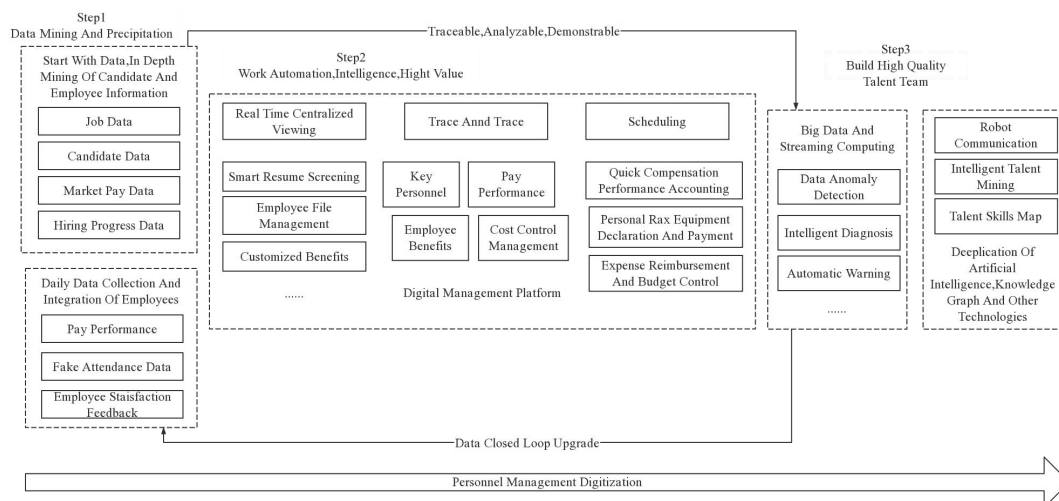 Step1
Data Mining And Precipitation
Start With Data,In Depth
Mining Of Candidate And
Employee Information
Job Data
Candidate Data
Market Pay Data
Hiring Progress Data
Daily Data Collection And
Integration Of Employees
Pay Performance
Fake Attendance Data
Employee Staisfaction
Feedback
Traceable,Analyzable,Demonstrable
Step2
Work Automation,Intelligence,Hight Value
Real Time Centralized
Viewing
Trace Annd Trace
Scheduling
Smart Resume Screening
Employee File
Management
Customized Benefits
......
Key
Personnel
Pay
Performance
Employee
Benefits
Cost Control
Management
Digital Management Platform
Quick Compensation
Performance Accounting
Personal Rax Equipment
Declaration And Payment
Expense Reimbursement
And Budget Control
Step3
Build High Quality
Talent Team
Big Data And
Streaming Computing
Data Anomaly
Detection
Intelligent Diagnosis
Automatic Warning
......
Robot
Communication
Intelligent Talent
Mining
Talent Skills Map
Deeplication Of
Artificial
Intelligence,Knowledge
Graph And Other
Technologies
Data Closed Loop Upgrade
Personnel Management Digitization